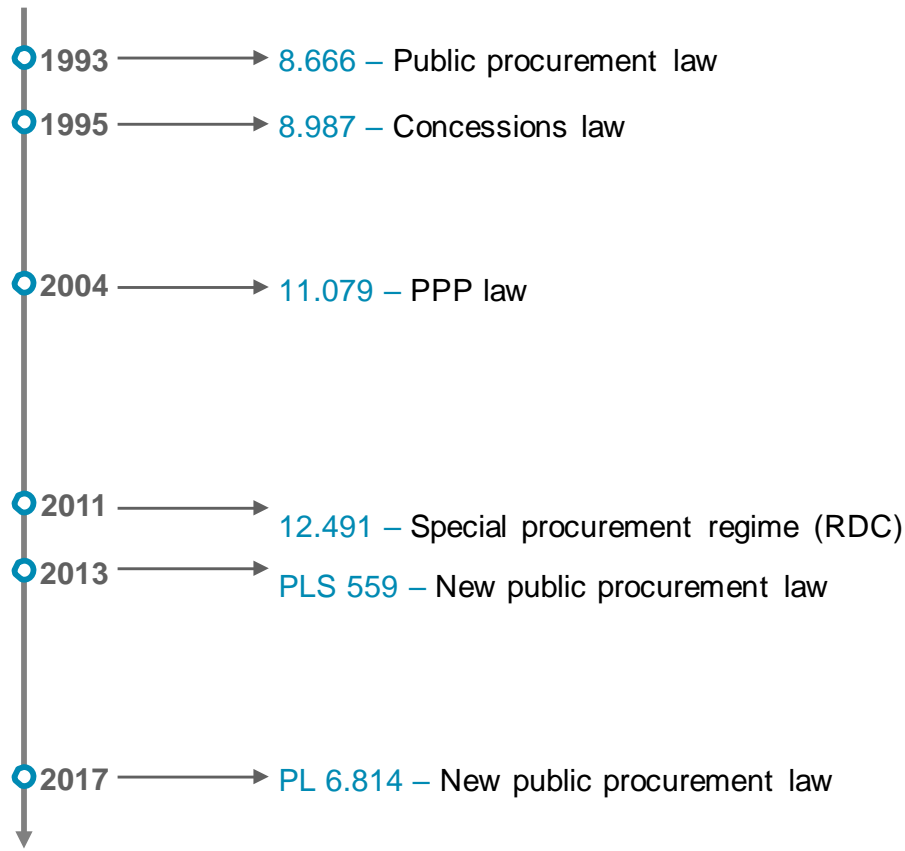 1993 8.666 – Public procurement law
1995 8.987 – Concessions law
2004 11.079 – PPP law
2011 12.491 – Special procurement regime (RDC)
2013 PLS 559 – New public procurement law
2017 PL 6.814 – New public procurement law